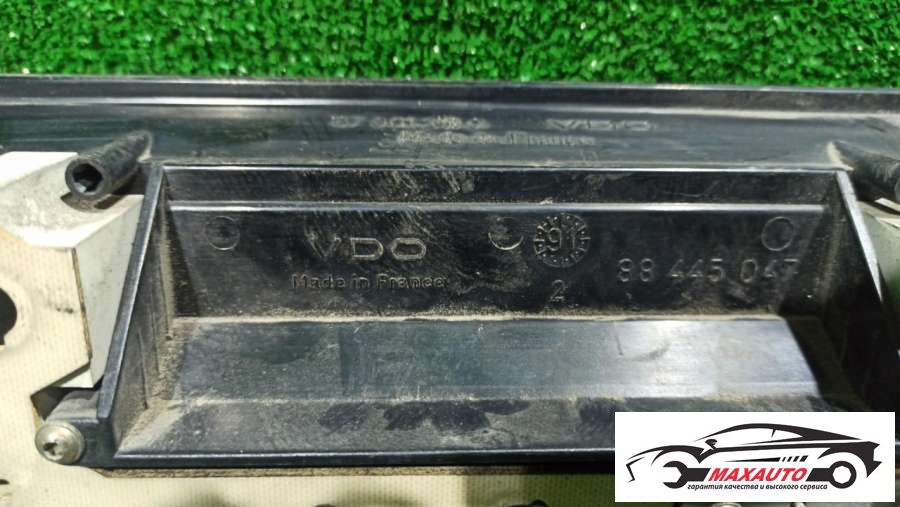 VDO
Made in France
91
2
88 445 047
MAXAUTO
гарантия качества и высокого сервиса